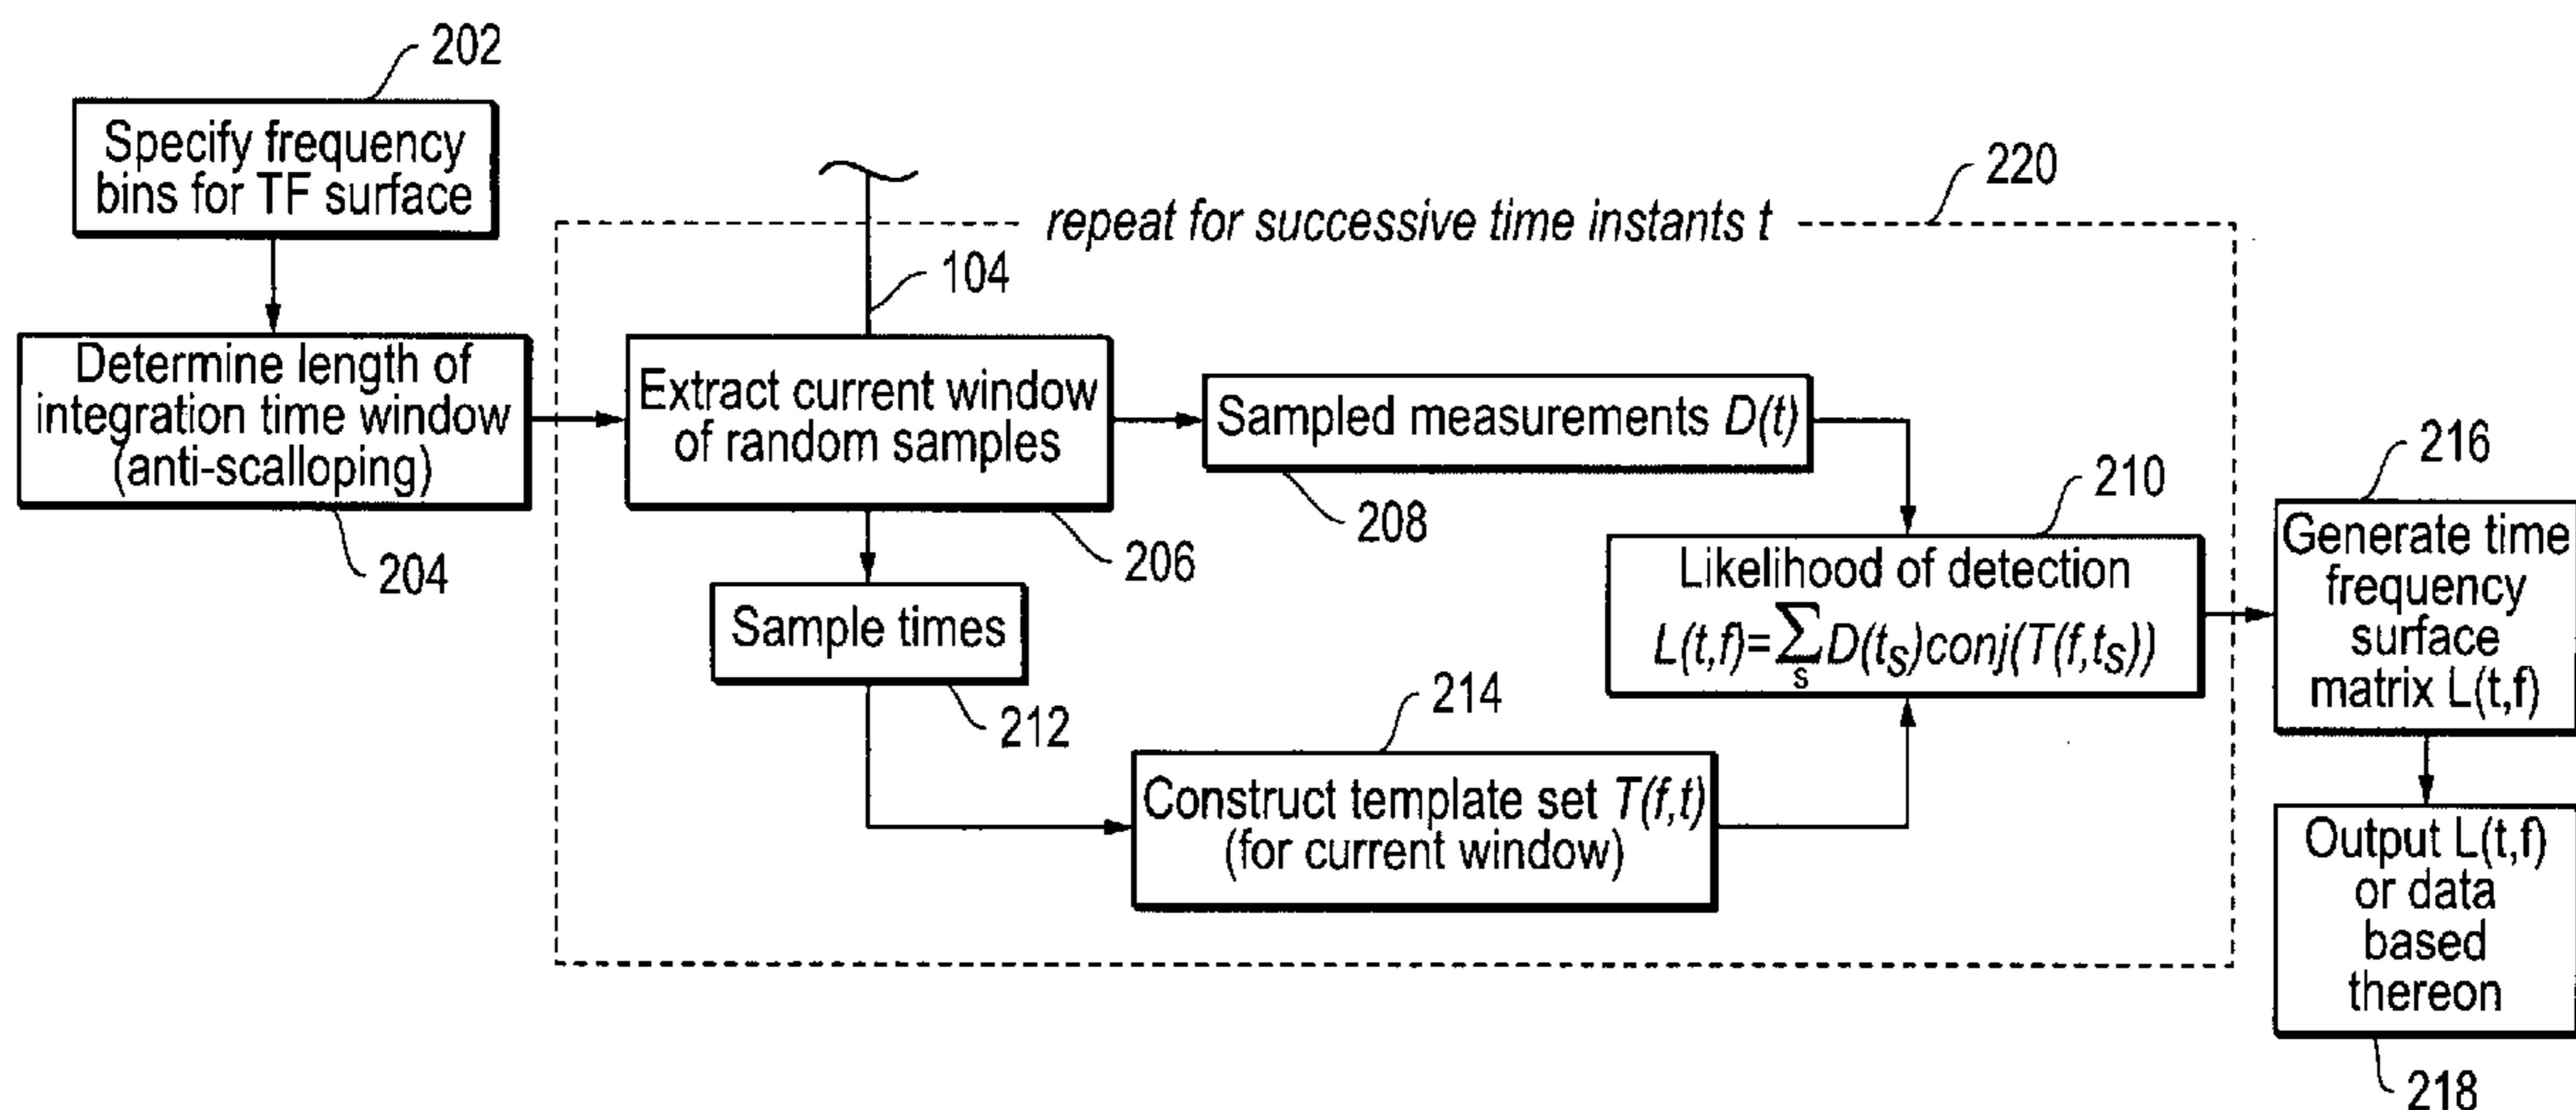 202
Specify frequency
bins for TF surface
220
repeat for successive time instants t
104
Determine length of
integration time window
(anti-scalloping)
204
Extract current window
of random samples
206
Sampled measurements D(t)
208
210
Likelihood of detection
L(t,f)=∑D(ts)conj(T(f,ts))
s
216
Generate time
frequency
surface
matrix L(t,f)
Sample times
212
214
Construct template set T(f,t)
(for current window)
Output L(t,f)
or data
based
thereon
218